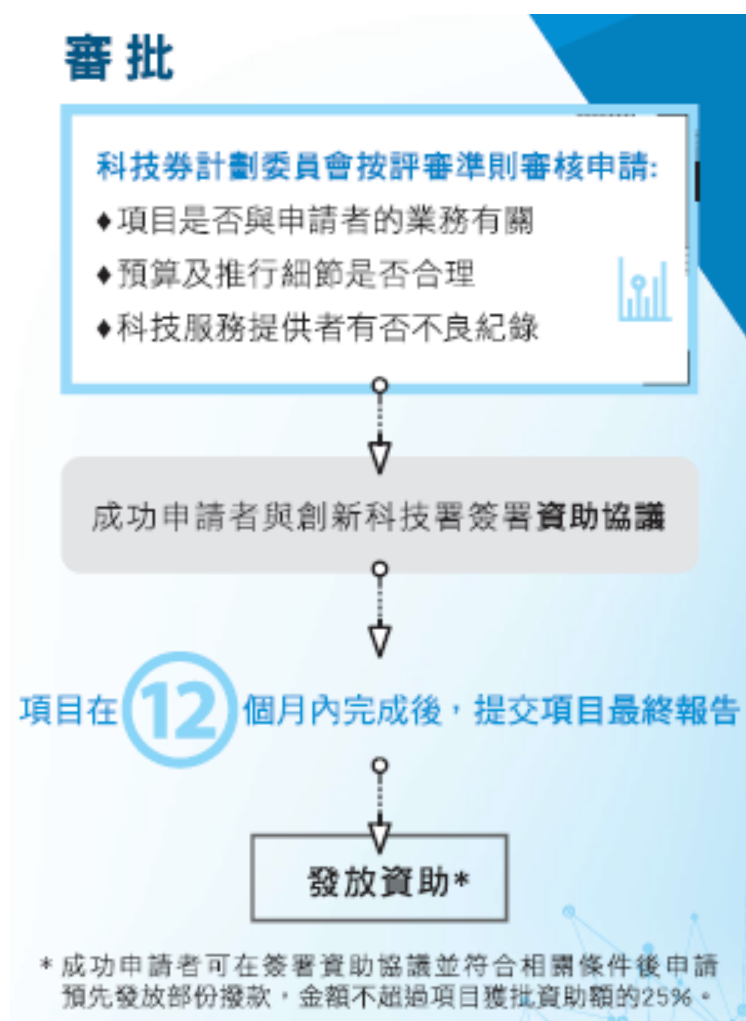 審批
科技券計劃委員會按評審準則審核申請:
♦項目是否與申請者的業務有關
♦預算及推行細節是否合理
♦科技服務提供者有否不良紀錄
成功申請者與創新科技署簽署資助協議
項目在12個月內完成後，提交項目最終報告
發放資助*
*成功申請者可在簽署資助協議並符合相關條件後申請
預先發放部份撥款，金額不超過項目獲批資助額的25%。